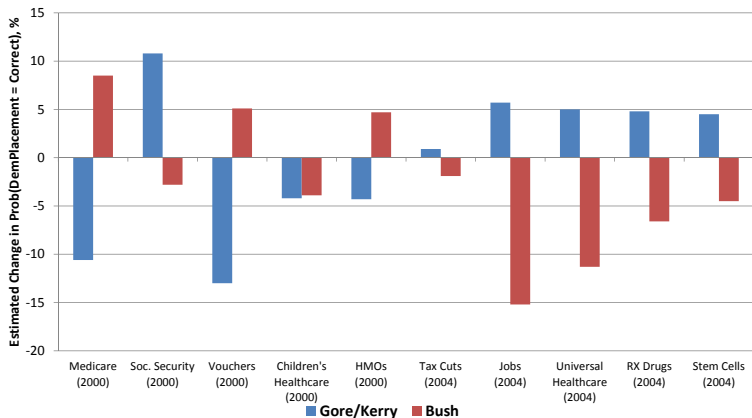 Estimated Change in Prob(DemPlacement = Correct), %
15
10
5
0
-5
-10
-15
-20
Medicare (2000)
Soc. Security (2000)
Vouchers (2000)
Children's Healthcare (2000)
HMOs (2000)
Tax Cuts (2004)
Jobs (2004)
Universal Healthcare (2004)
RX Drugs (2004)
Stem Cells (2004)
Gore/Kerry
Bush